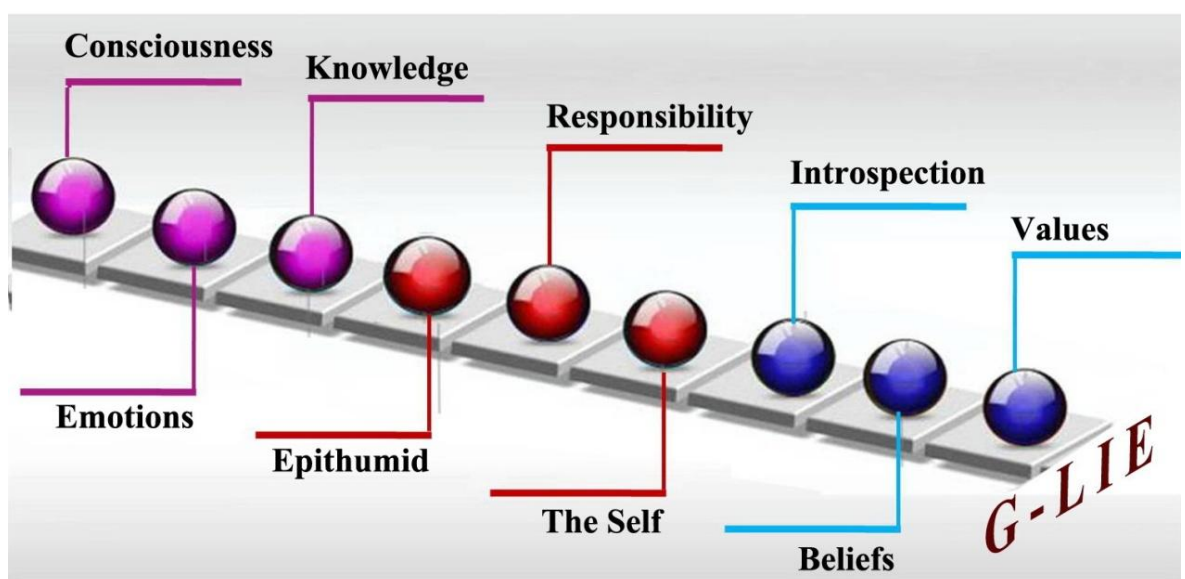 Consciousness
Knowledge
Responsibility
Introspection
Values
Emotions
Epithumid
The Self
Beliefs
G-LIE